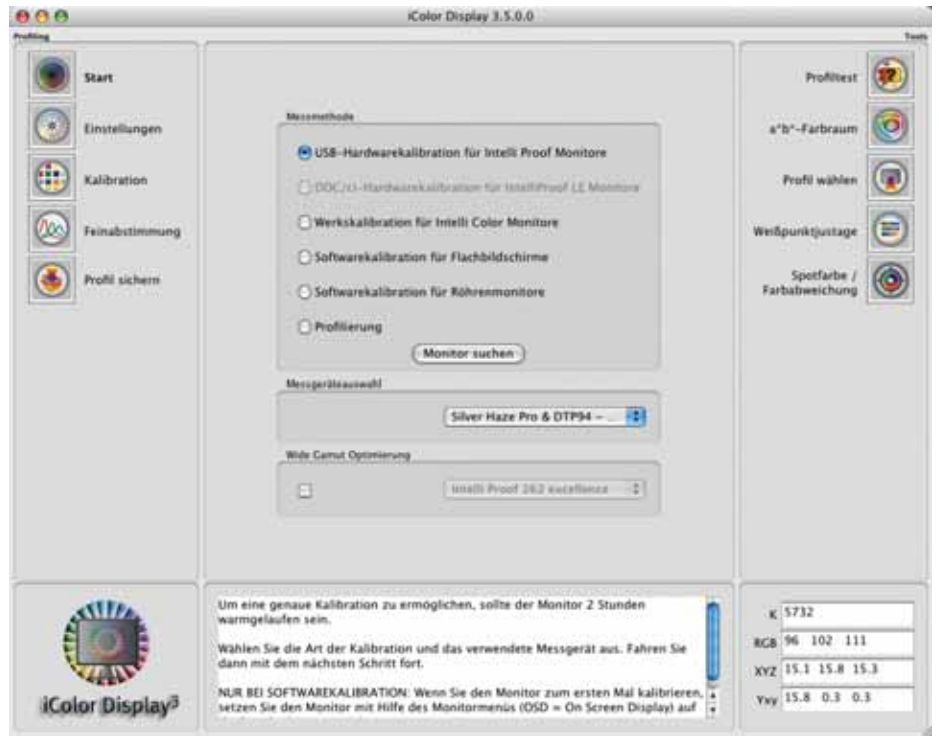 iColor Display 3.5.0.0
Profiling
Tools
Start
Einstellungen
Kalibration
Feinabstimmung
Profil sichern
Messmethode
USB-Hardwarekalibration für Intelli Proof Monitore
DDC/ci-Hardwarekalibration für IntelliProof LE Monitore
Werkskalibration für Intelli Color Monitore
Softwarekalibration für Flachbildschirme
Softwarekalibration für Röhrenmonitore
Profilierung
Monitor suchen
Messgeräteauswahl
Silver Haze Pro & DTP94 - ...
Wide Gamut Optimierung
Intelli Proof 262 excellence
Profiltest
a*b*-Farbraum
Profil wählen
Weißpunktjustage
Spotfarbe /
Farbabweichung
iColor Display3
Um eine genaue Kalibration zu ermöglichen, sollte der Monitor 2 Stunden
warmgelaufen sein.
Wählen Sie die Art der Kalibration und das verwendete Messgerät aus. Fahren Sie
dann mit dem nächsten Schritt fort.
NUR BEI SOFTWAREKALIBRATION: Wenn Sie den Monitor zum ersten Mal kalibrieren,
setzen Sie den Monitor mit Hilfe des Monitormenüs (OSD = On Screen Display) auf
K 5732
RGB 96 102 111
XYZ 15.1 15.8 15.3
Yxy 15.8 0.3 0.3